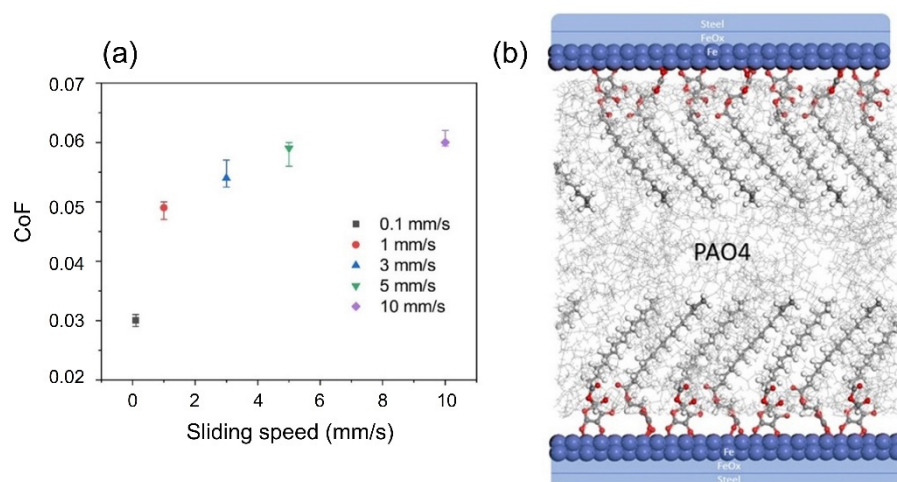 (a)
0.07
0.06
0.05
0.04
0.03
0.02
CoF
0 2 4 6 8 10
Sliding speed (mm/s)
0.1 mm/s
1 mm/s
3 mm/s
5 mm/s
10 mm/s
(b)
Steel
FeOx
Fe
PAO4
Fe
FeOx
Steel